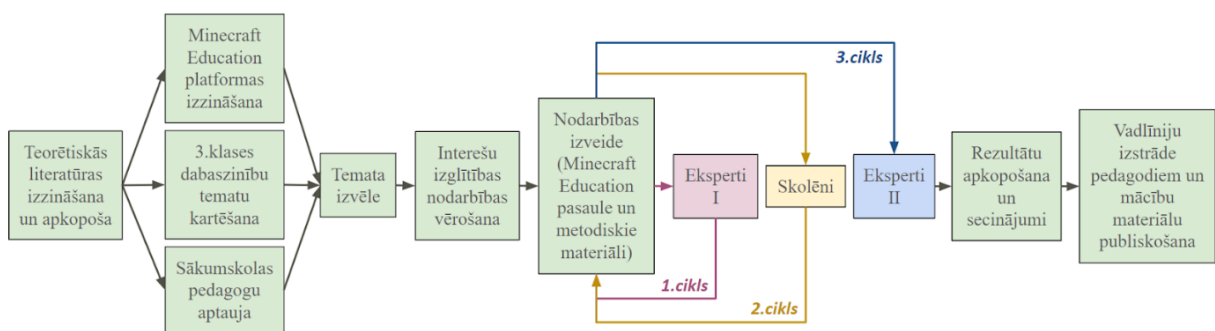 Teorētiskās
literatūras
izzināšana
un apkopoša
Minecraft
Education
platformas
izzināšana
3.klases
dabaszinību
tematu
kartēšana
Sākumskolas
pedagogu
aptauja
Temata
izvēle
Interešu
izglītības
nodarbības
vērošana
Nodarbības
izveide
(Minecraft
Education
pasaule un
metodiskie
materiāli)
Eksperti
I
1.cikls
Skolēni
2.cikls
3.cikls
Eksperti
II
Rezultātu
apkopošana
un
secinājumi
Vadlīniju
izstrāde
pedagogiem un
mācību
materiālu
publiskošana